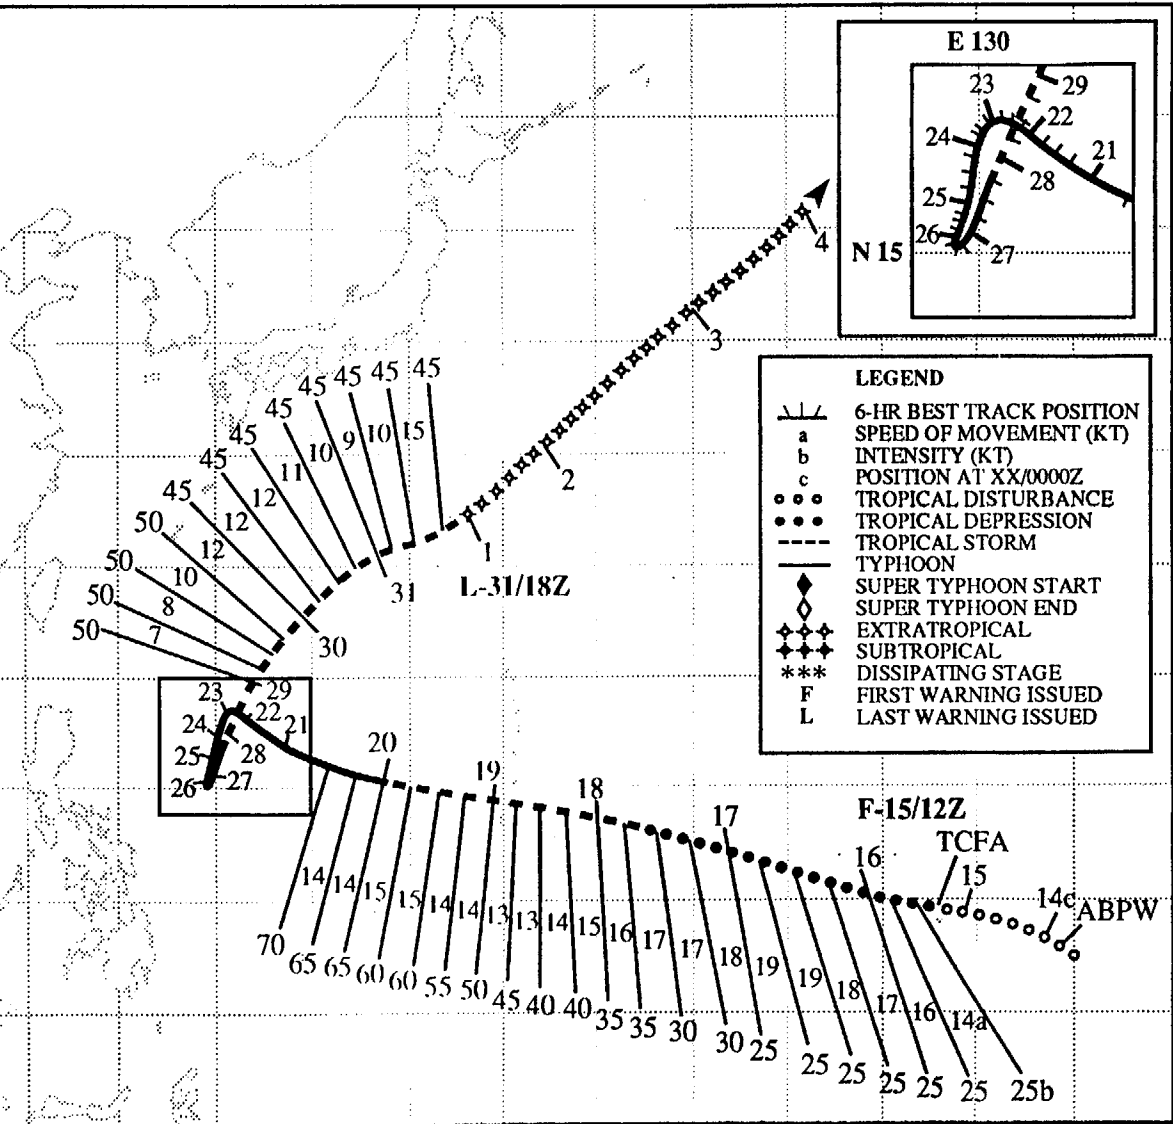 E 130
23
29
22
24
21
28
25
26
27
N 15
4
3
2
1
LEGEND
6-HR BEST TRACK POSITION
a SPEED OF MOVEMENT (KT)
b INTENSITY (KT)
c POSITION AT XX/0000Z
TROPICAL DISTURBANCE
TROPICAL DEPRESSION
TROPICAL STORM
TYPHOON
SUPER TYPHOON START
SUPER TYPHOON END
EXTRATROPICAL
SUBTROPICAL
*** DISSIPATING STAGE
F FIRST WARNING ISSUED
L LAST WARNING ISSUED
45 45 45 45 45 45 45 45
50 50 50 50
15 10 9 10 11 12 12 12 10 8 7
L-31/18Z
31
30
29
23
22
24
21
25
28
26
27
20
19
18
17
F-15/12Z
16
TCFA
15
14c
ABPW
14 14 15 15 14 14 13 13 14 15 16 17 17 18 19 19 18 17 16 14a
70 65 65 60 60 55 50 45 40 40 35 35 30 30 25 25 25 25 25 25 25b